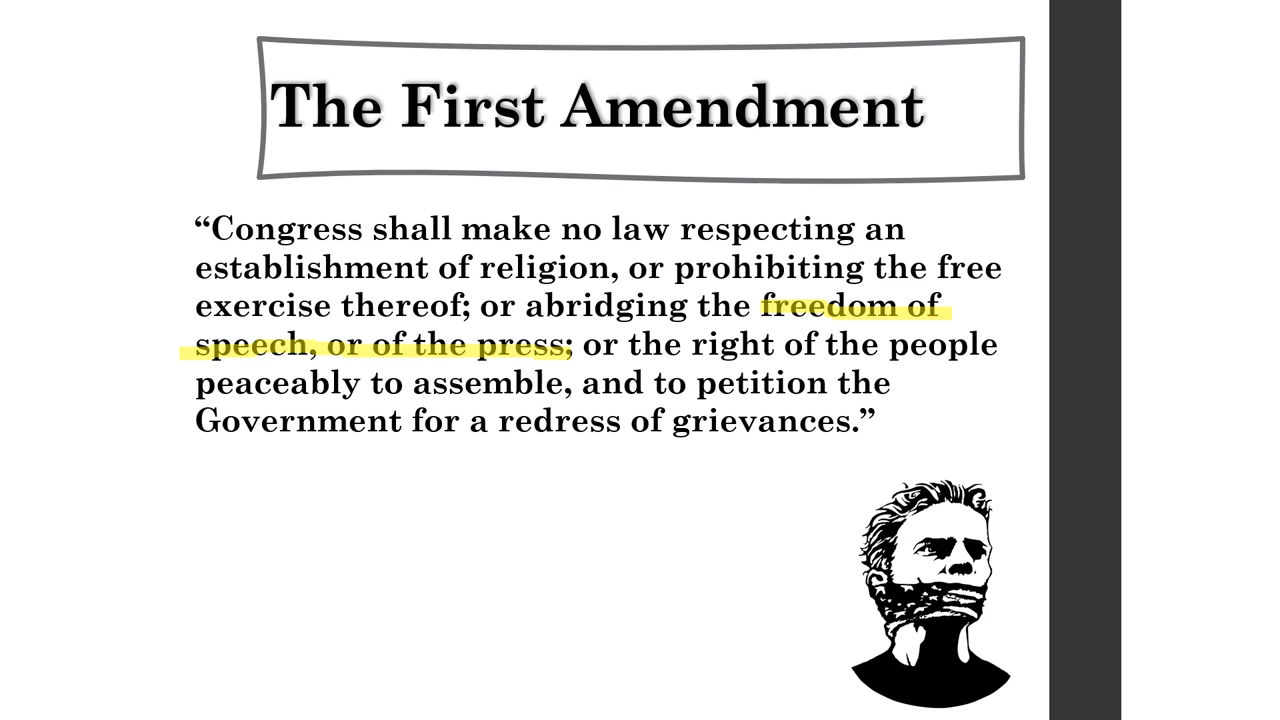 The First Amendment
“Congress shall make no law respecting an
establishment of religion, or prohibiting the free
exercise thereof; or abridging the freedom of
speech, or of the press; or the right of the people
peaceably to assemble, and to petition the
Government for a redress of grievances.”